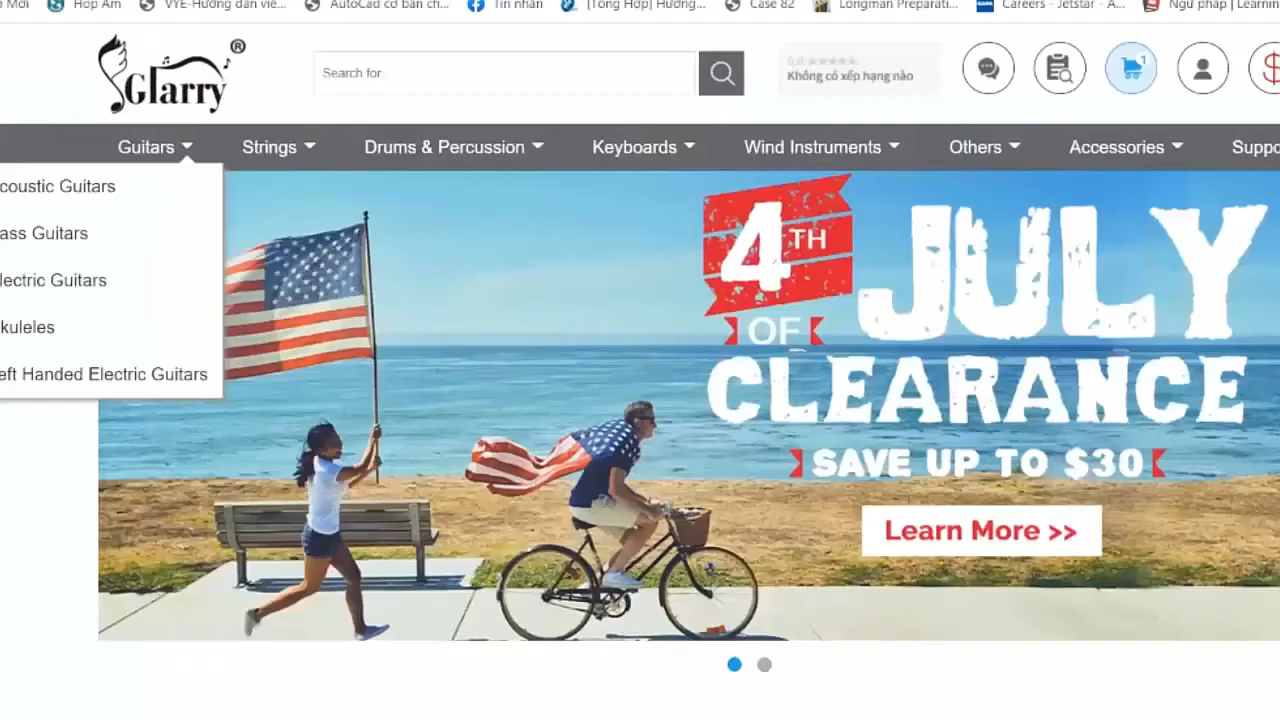 Mới
Hợp Âm
VYE-Hướng dẫn viê...
AutoCad cơ bản ch...
Tin nhắn
[Tổng Hợp] Hướng...
Case 82
Longman Preparati...
Careers - Jetstar - A...
Ngữ pháp | Learnin
Glarry ®
Search for
0.0 ★★★★★
Không có xếp hạng nào
1
$
Guitars
Strings
Drums & Percussion
Keyboards
Wind Instruments
Others
Accessories
Suppo
coustic Guitars
ass Guitars
lectric Guitars
kuleles
eft Handed Electric Guitars
4TH
OF
JULY
CLEARANCE
SAVE UP TO $30
Learn More >>